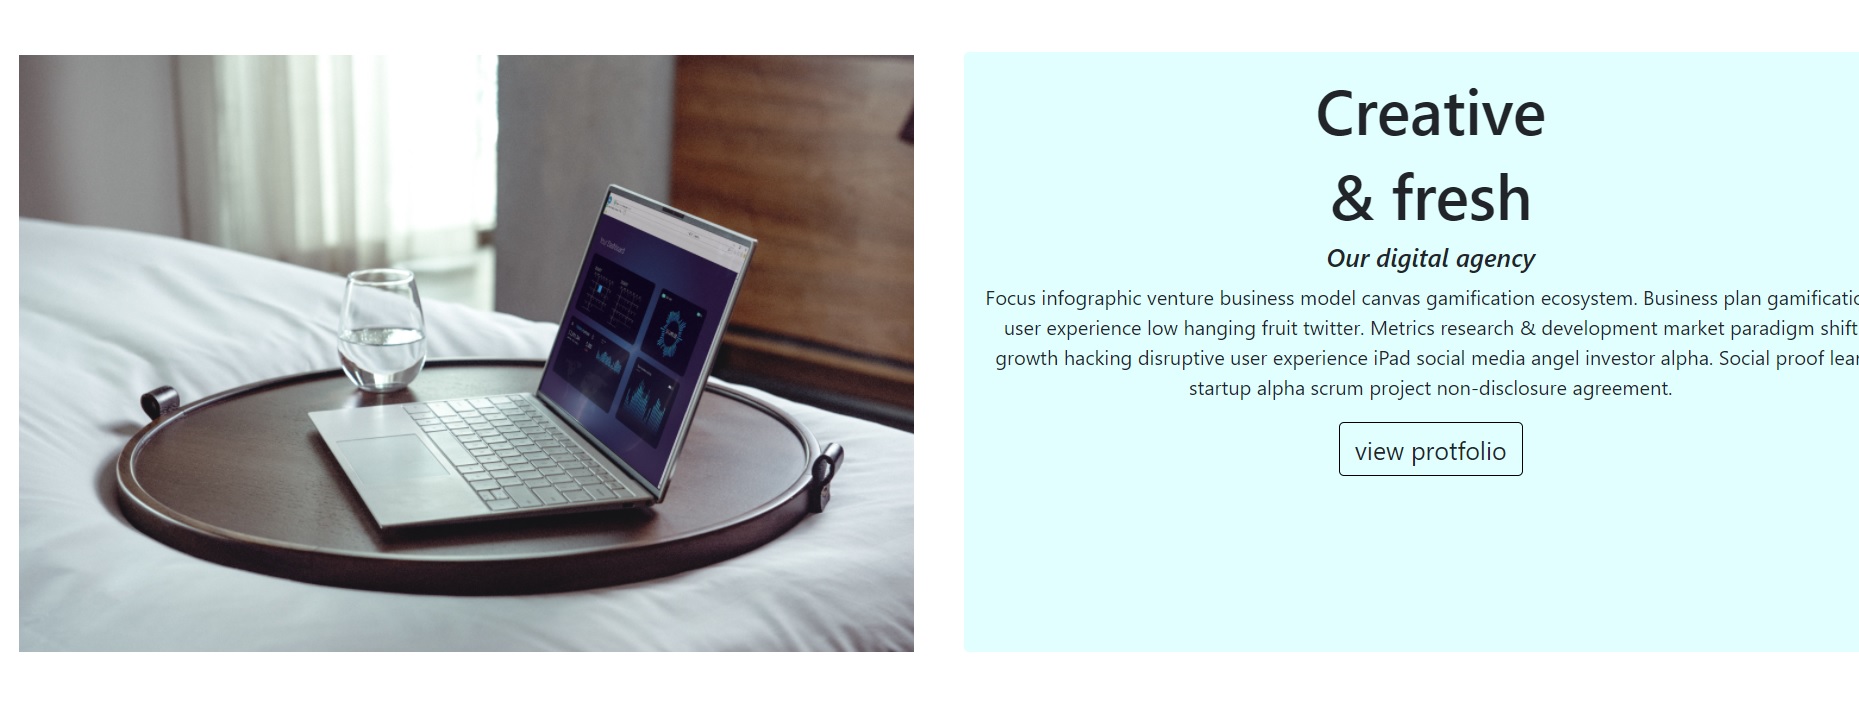 Creative
& fresh
Our digital agency
Focus infographic venture business model canvas gamification ecosystem. Business plan gamificatio
user experience low hanging fruit twitter. Metrics research & development market paradigm shift
growth hacking disruptive user experience iPad social media angel investor alpha. Social proof lear
startup alpha scrum project non-disclosure agreement.
view protfolio